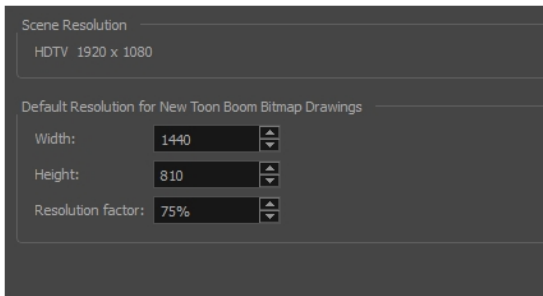 Scene Resolution
HDTV 1920 x 1080
Default Resolution for New Toon Boom Bitmap Drawings
Width: 1440
Height: 810
Resolution factor: 75%